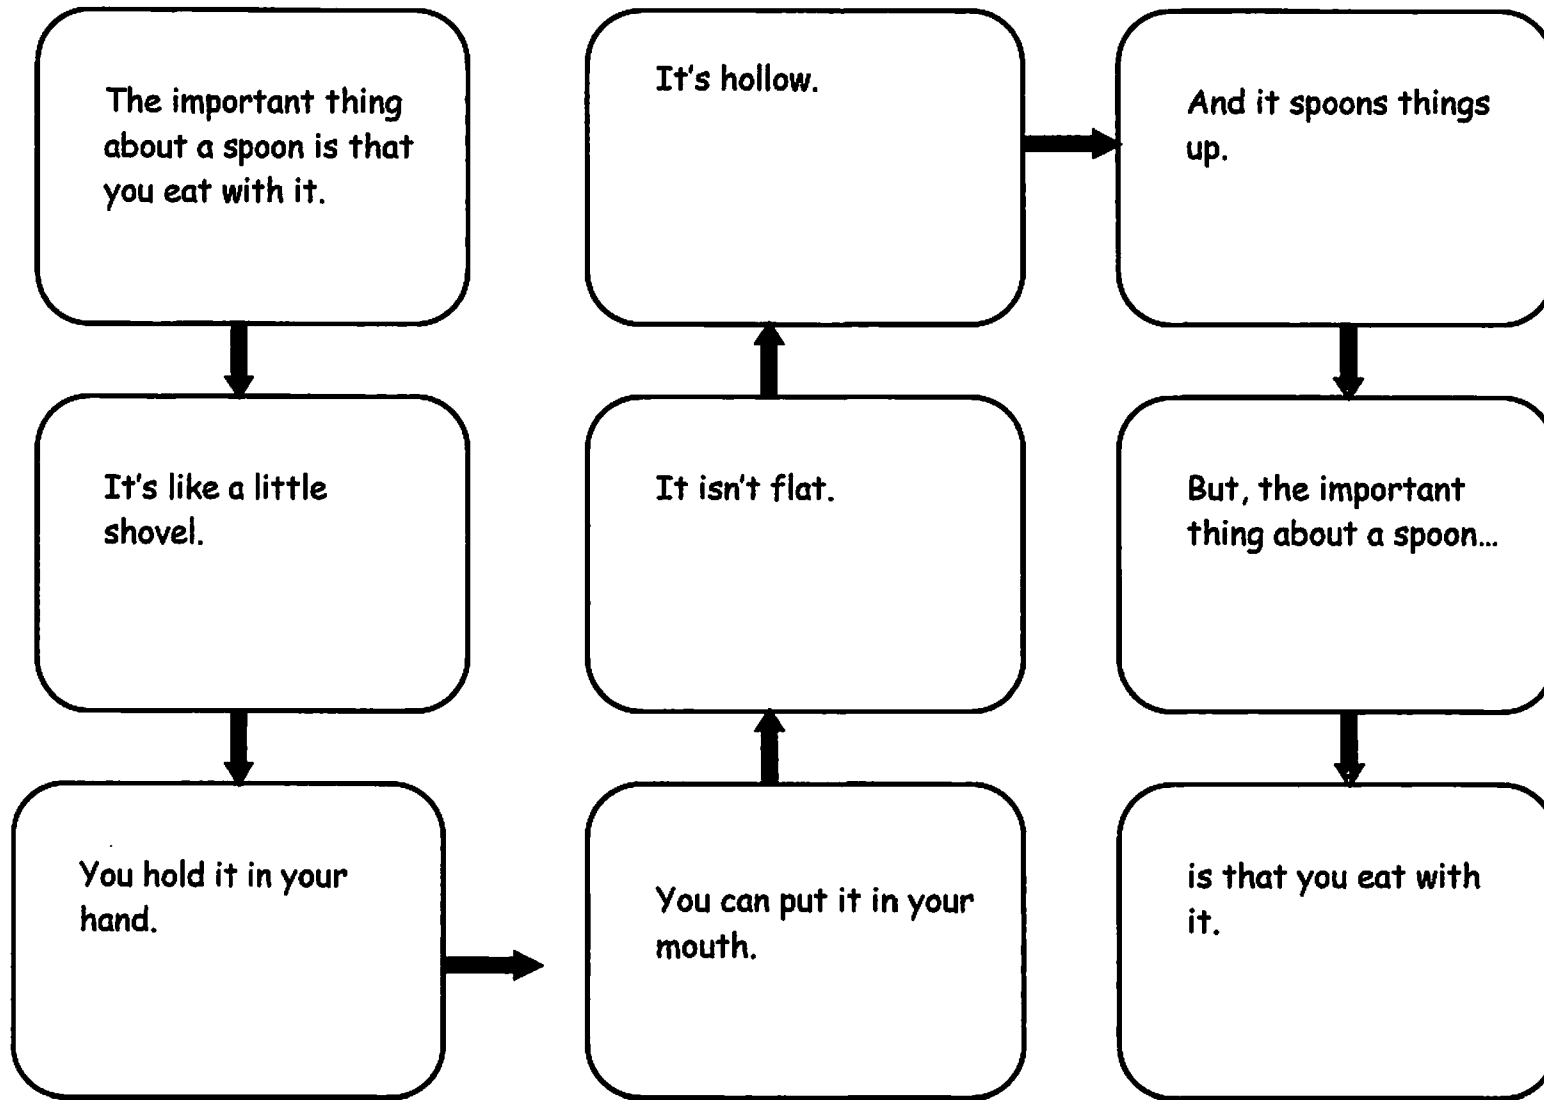 The important thing
about a spoon is that
you eat with it.
It's like a little
shovel.
You hold it in your
hand.
You can put it in your
mouth.
It isn't flat.
It's hollow.
And it spoons things
up.
But, the important
thing about a spoon…
is that you eat with
it.